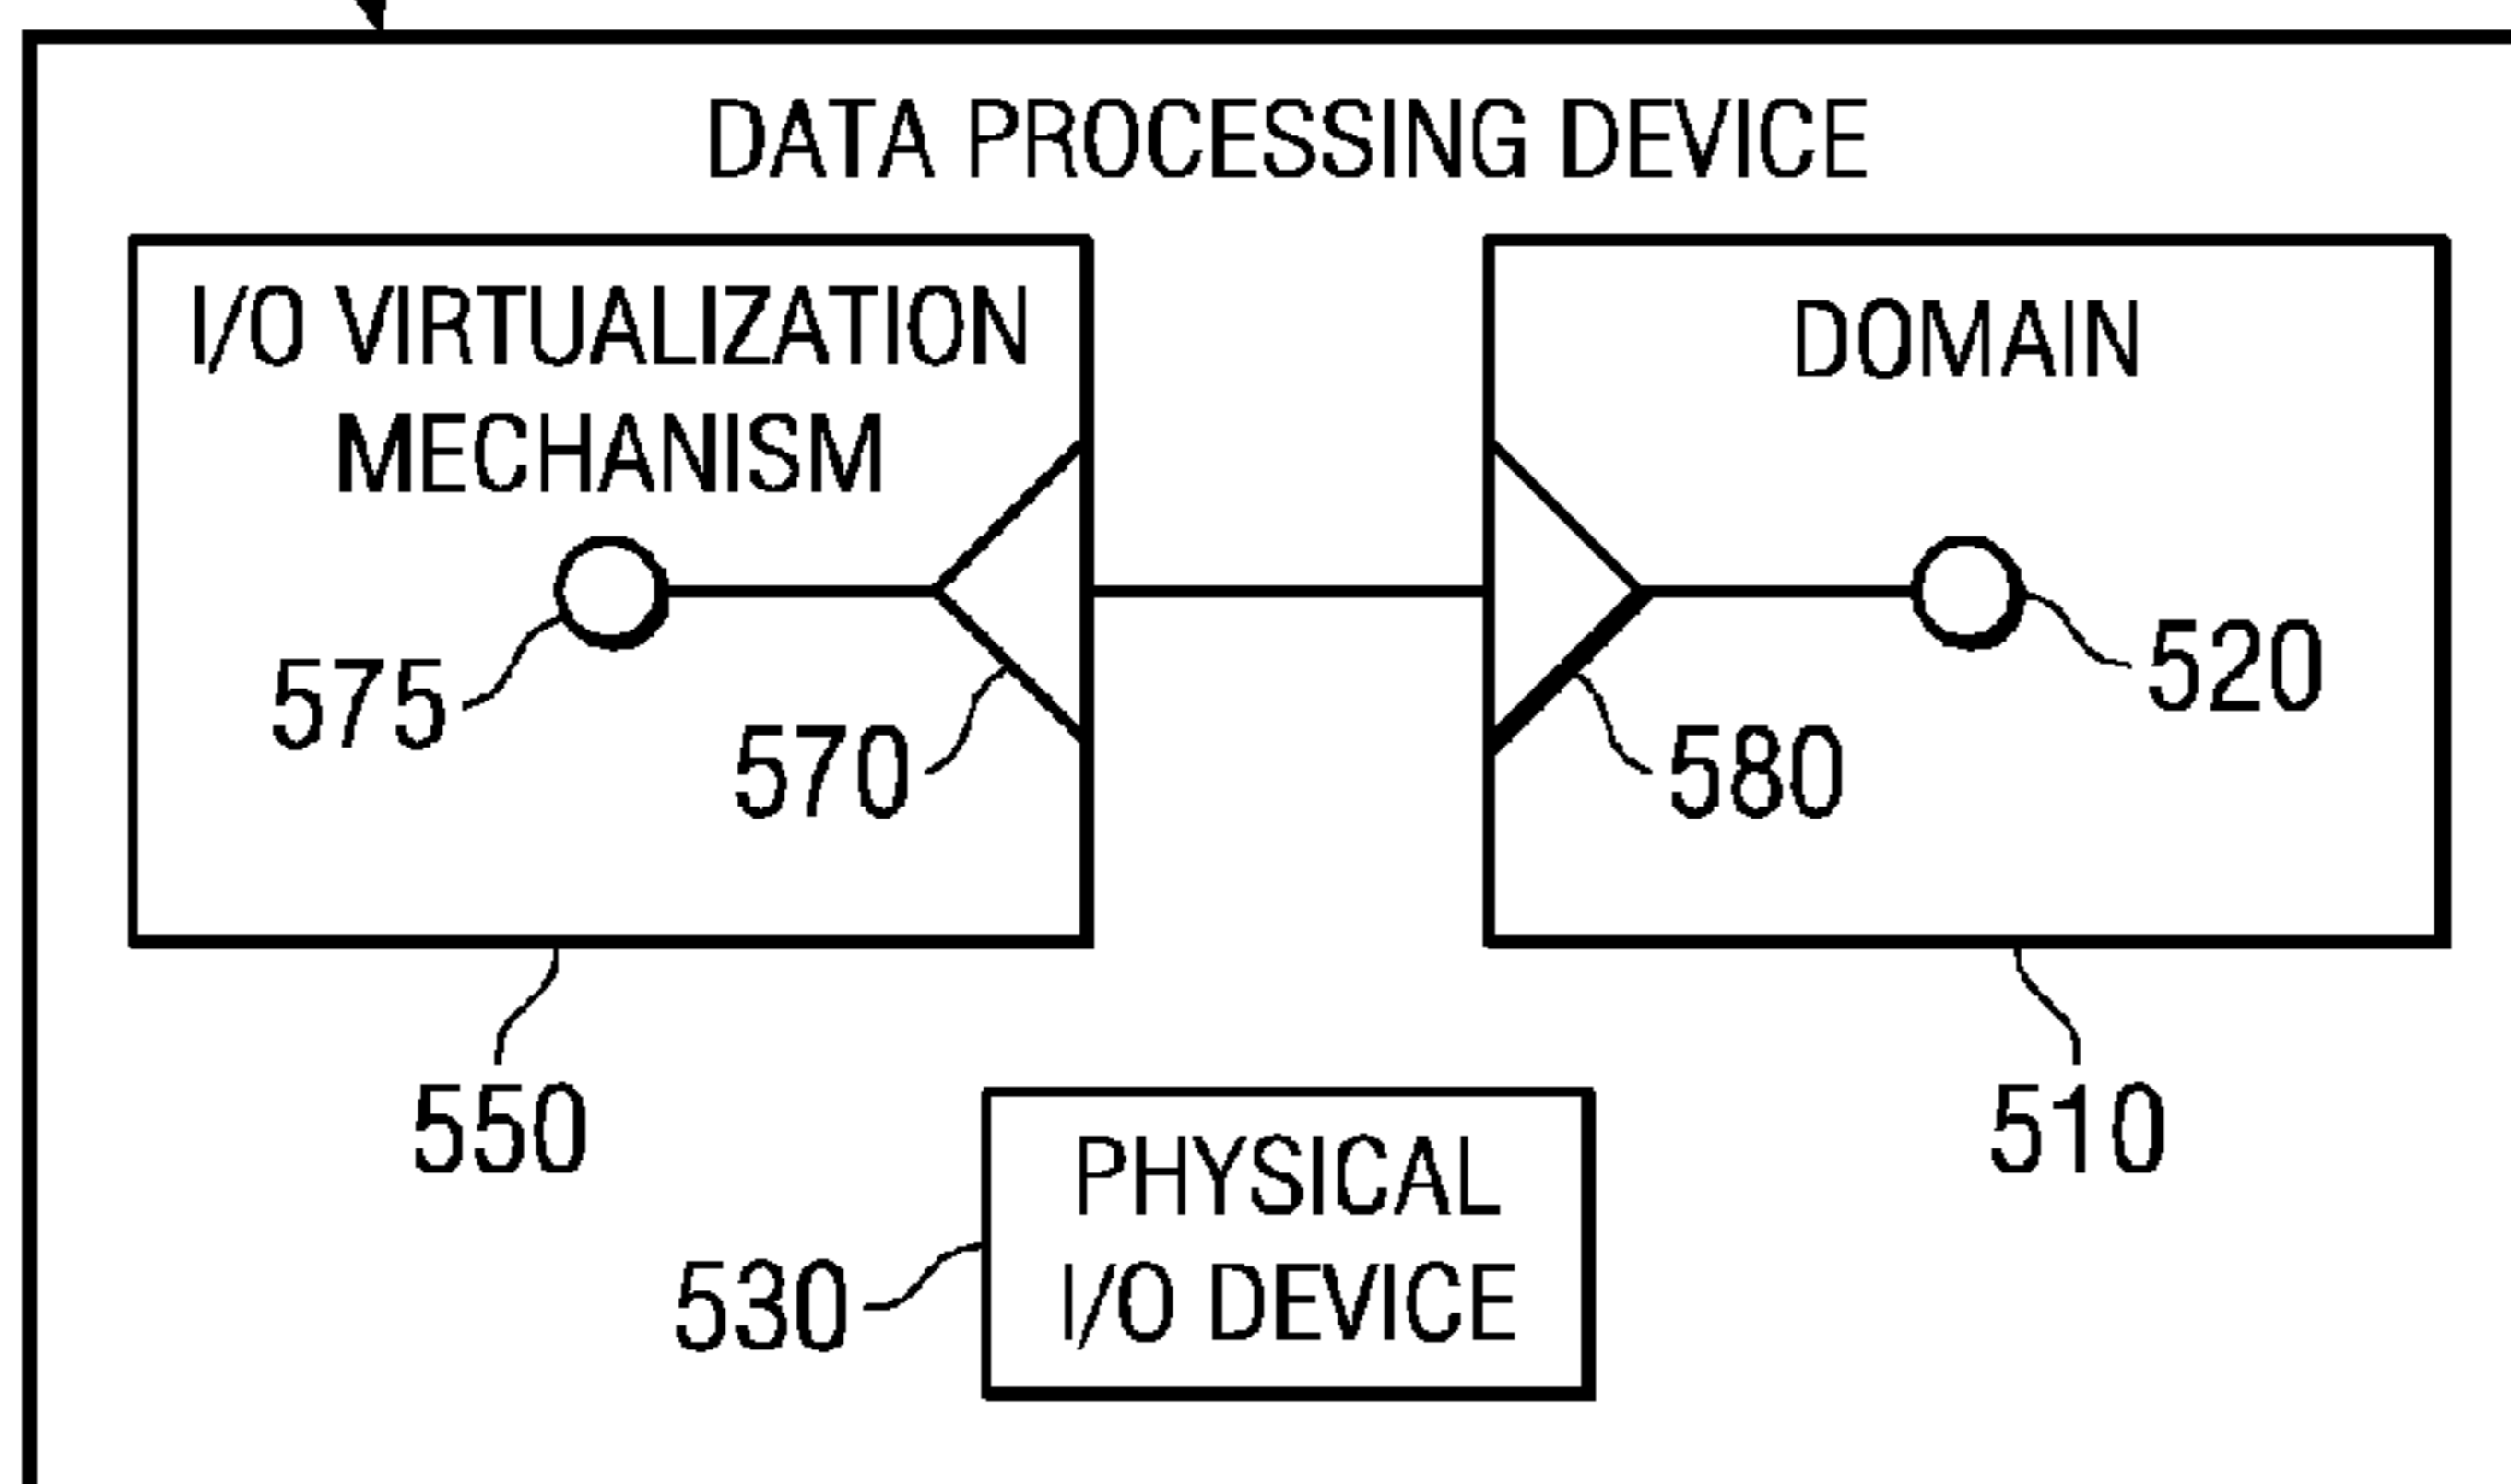 DATA PROCESSING DEVICE
I/O VIRTUALIZATION
MECHANISM
DOMAIN
575
570
580
520
550
510
PHYSICAL
I/O DEVICE
530